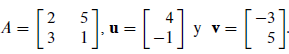 A = [2 5; 3 1], u = [4; −1] y v = [−3; 5].